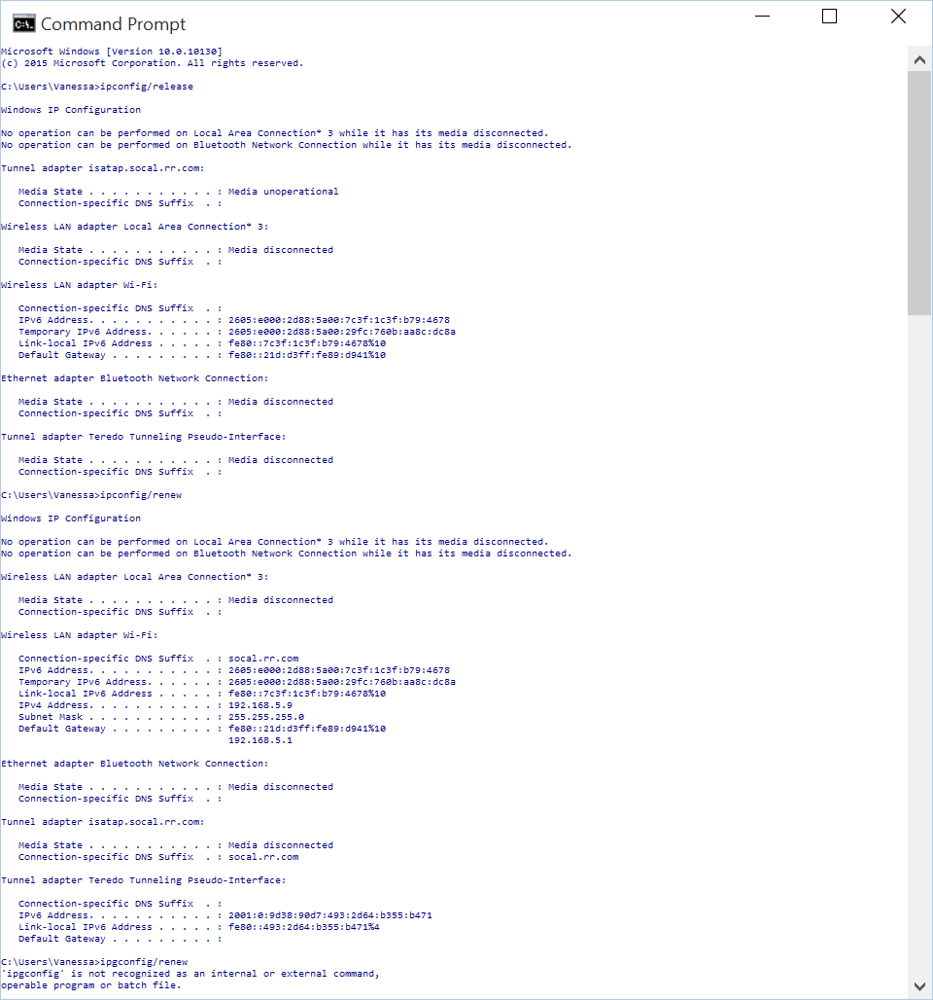 Command Prompt
Microsoft Windows [Version 10.0.10130]
(c) 2015 Microsoft Corporation. All rights reserved.
C:\Users\Vanessa>ipconfig/release
Windows IP Configuration
No operation can be performed on Local Area Connection* 3 while it has its media disconnected.
No operation can be performed on Bluetooth Network Connection while it has its media disconnected.
Tunnel adapter isatap.socal.rr.com:
   Media State . . . . . . . . . . . : Media unoperational
   Connection-specific DNS Suffix  . :
Wireless LAN adapter Local Area Connection* 3:
   Media State . . . . . . . . . . . : Media disconnected
   Connection-specific DNS Suffix  . :
Wireless LAN adapter Wi-Fi:
   Connection-specific DNS Suffix  . :
   IPv6 Address. . . . . . . . . . . : 2605:e000:2d88:5a00:7c3f:1c3f:b79:4678
   Temporary IPv6 Address. . . . . . : 2605:e000:2d88:5a00:29fc:760b:aa8c:dc8a
   Link-local IPv6 Address . . . . . : fe80::7c3f:1c3f:b79:4678%10
   Default Gateway . . . . . . . . . : fe80::21d:d3ff:fe89:d941%10
Ethernet adapter Bluetooth Network Connection:
   Media State . . . . . . . . . . . : Media disconnected
   Connection-specific DNS Suffix  . :
Tunnel adapter Teredo Tunneling Pseudo-Interface:
   Media State . . . . . . . . . . . : Media disconnected
   Connection-specific DNS Suffix  . :
C:\Users\Vanessa>ipconfig/renew
Windows IP Configuration
No operation can be performed on Local Area Connection* 3 while it has its media disconnected.
No operation can be performed on Bluetooth Network Connection while it has its media disconnected.
Wireless LAN adapter Local Area Connection* 3:
   Media State . . . . . . . . . . . : Media disconnected
   Connection-specific DNS Suffix  . :
Wireless LAN adapter Wi-Fi:
   Connection-specific DNS Suffix  . : socal.rr.com
   IPv6 Address. . . . . . . . . . . : 2605:e000:2d88:5a00:7c3f:1c3f:b79:4678
   Temporary IPv6 Address. . . . . . : 2605:e000:2d88:5a00:29fc:760b:aa8c:dc8a
   Link-local IPv6 Address . . . . . : fe80::7c3f:1c3f:b79:4678%10
   IPv4 Address. . . . . . . . . . . : 192.168.5.9
   Subnet Mask . . . . . . . . . . . : 255.255.255.0
   Default Gateway . . . . . . . . . : fe80::21d:d3ff:fe89:d941%10
                                       192.168.5.1
Ethernet adapter Bluetooth Network Connection:
   Media State . . . . . . . . . . . : Media disconnected
   Connection-specific DNS Suffix  . :
Tunnel adapter isatap.socal.rr.com:
   Media State . . . . . . . . . . . : Media disconnected
   Connection-specific DNS Suffix  . : socal.rr.com
Tunnel adapter Teredo Tunneling Pseudo-Interface:
   Connection-specific DNS Suffix  . :
   IPv6 Address. . . . . . . . . . . : 2001:0:9d38:90d7:493:2d64:b355:b471
   Link-local IPv6 Address . . . . . : fe80::493:2d64:b355:b471%4
   Default Gateway . . . . . . . . . :
C:\Users\Vanessa>ipgconfig/renew
'ipgconfig' is not recognized as an internal or external command,
operable program or batch file.